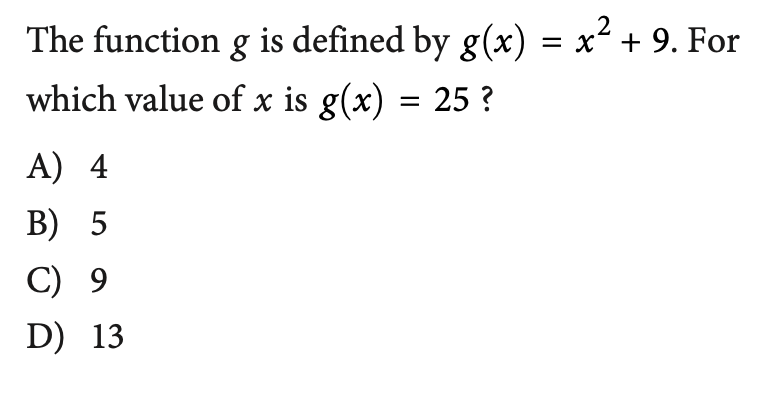 The function g is defined by g(x) = x² + 9. For
which value of x is g(x) = 25 ?
A) 4
B) 5
C) 9
D) 13